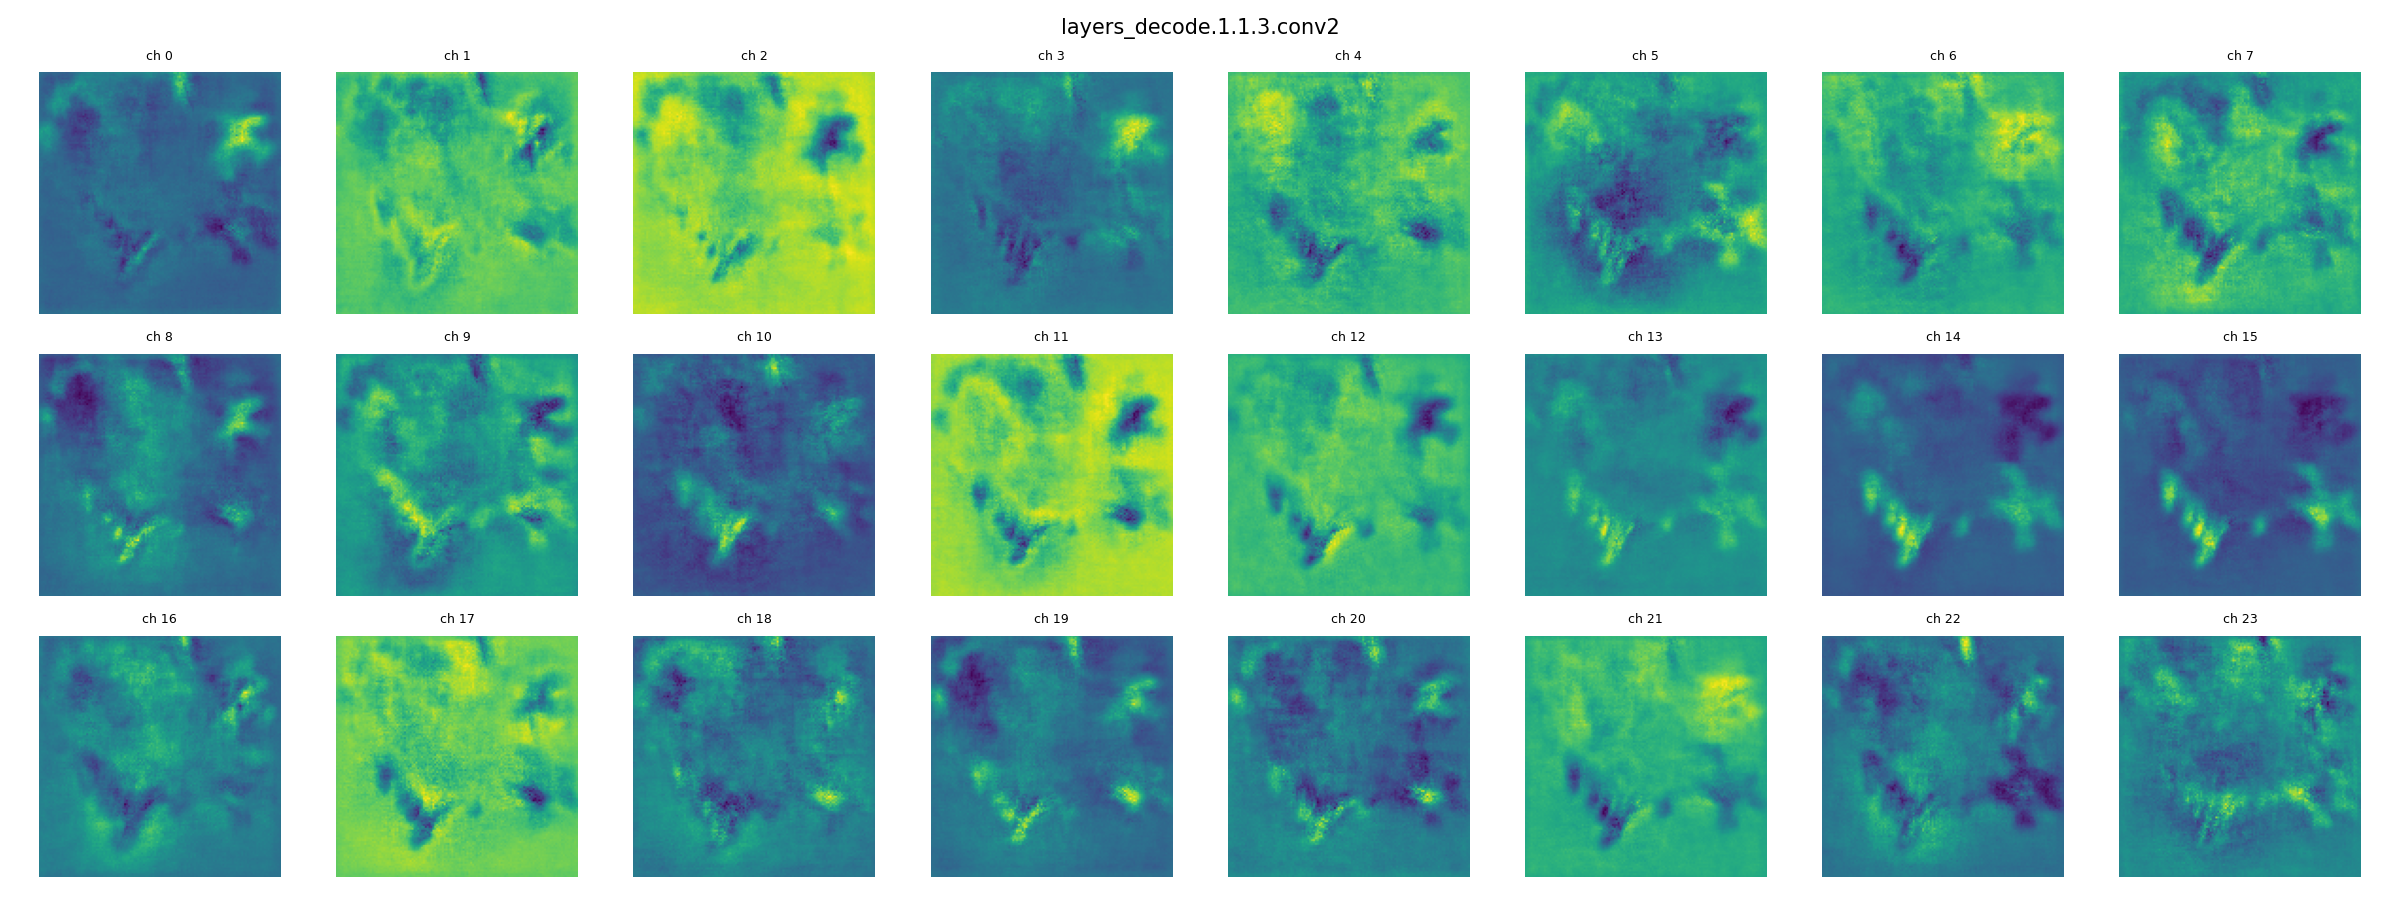 layers_decode.1.1.3.conv2
ch 0 ch 1 ch 2 ch 3 ch 4 ch 5 ch 6 ch 7
ch 8 ch 9 ch 10 ch 11 ch 12 ch 13 ch 14 ch 15
ch 16 ch 17 ch 18 ch 19 ch 20 ch 21 ch 22 ch 23